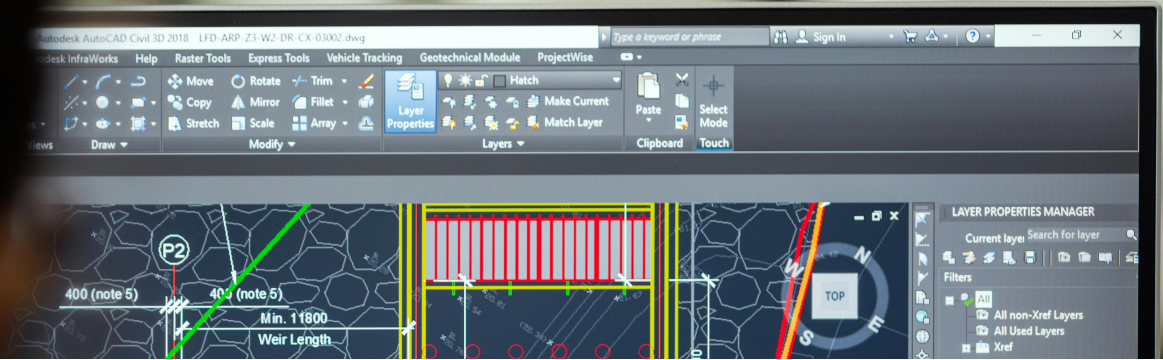 Autodesk AutoCAD Civil 3D 2018 LFD-ARP-Z3-W2-DR-CX-03002.dwg
Type a keyword or phrase
Sign In
Autodesk InfraWorks Help Raster Tools Express Tools Vehicle Tracking Geotechnical Module ProjectWise
Move Rotate Trim
Copy Mirror Fillet
Stretch Scale Array
Layer Properties
Hatch
Make Current
Match Layer
Paste
Select Mode
Views Draw Modify Layers Clipboard Touch
P2
400 (note 5)
400 (note 5)
Min. 11800
Weir Length
N
W
TOP
E
S
LAYER PROPERTIES MANAGER
Current laye Search for layer
Filters
All
All non-Xref Layers
All Used Layers
Xref